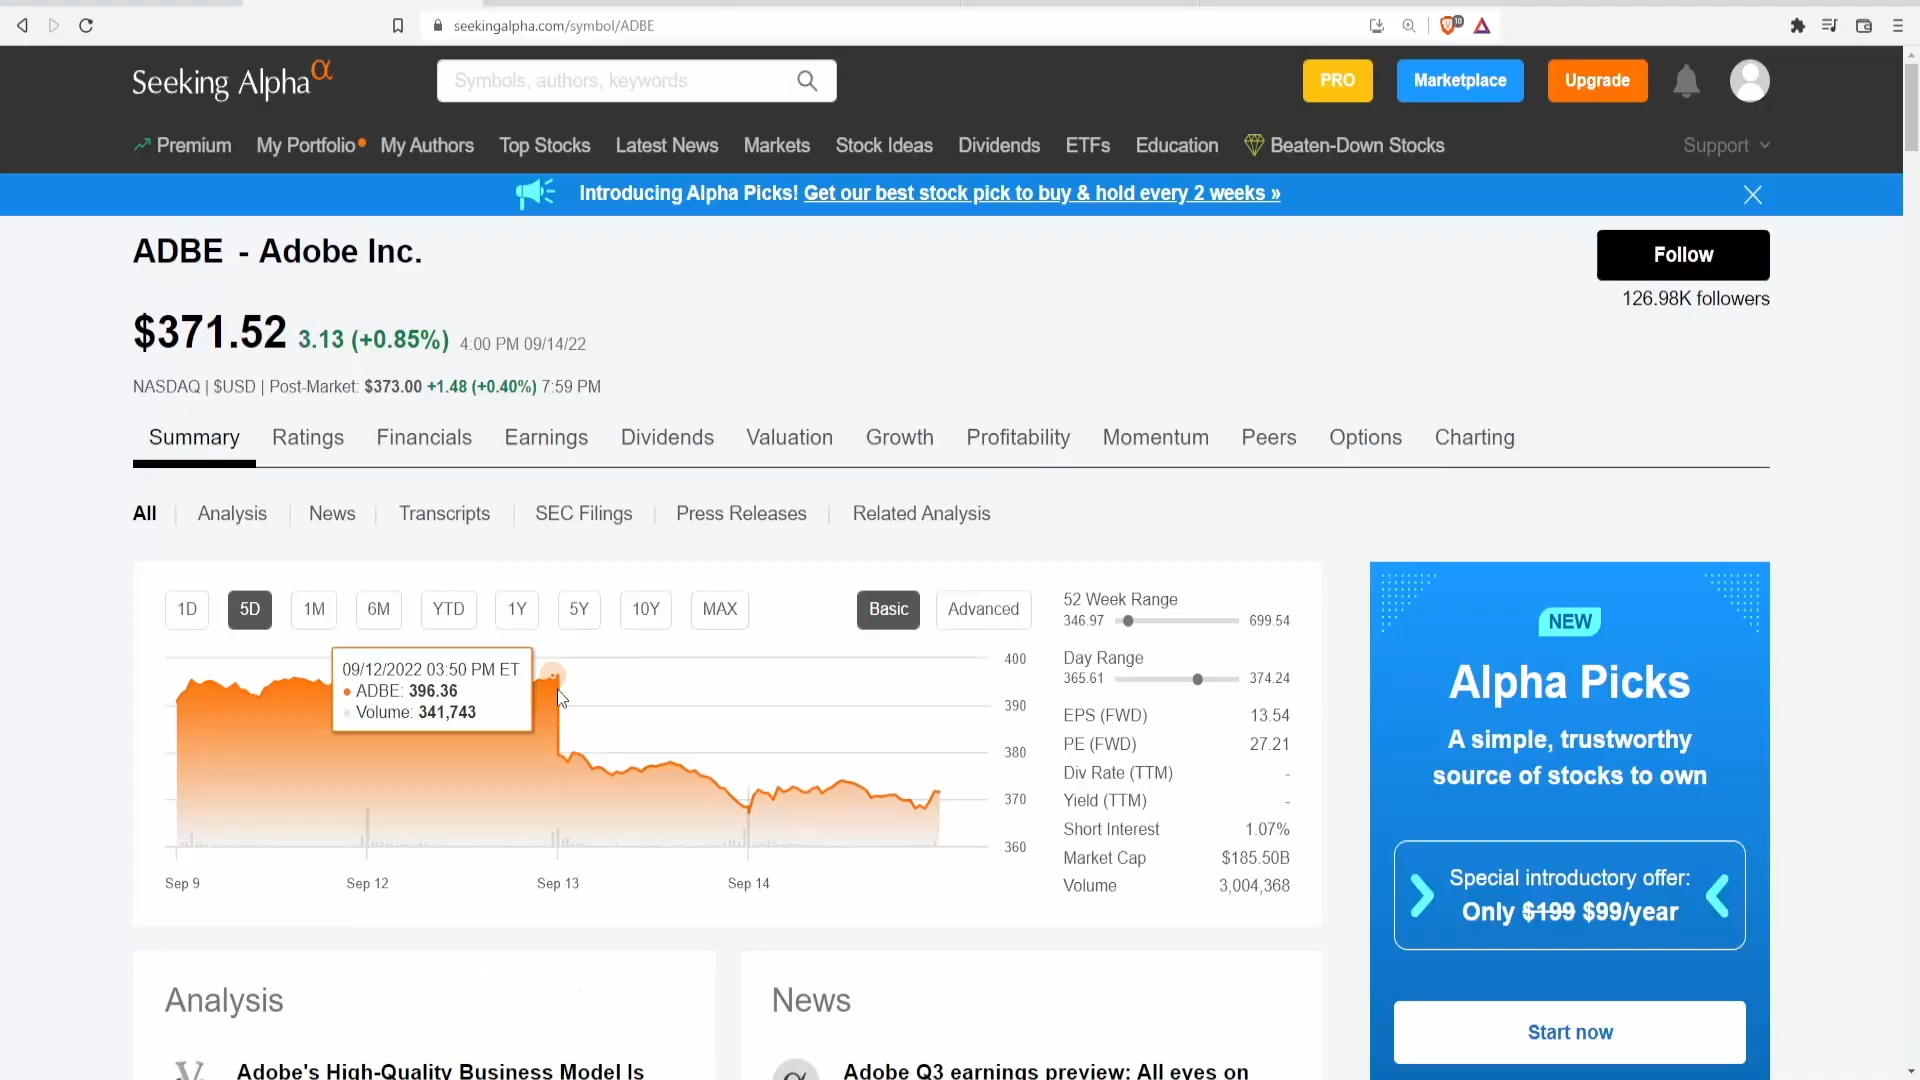 seekingalpha.com/symbol/ADBE
10
Seeking Alpha α
Symbols, authors, keywords
PRO
Marketplace
Upgrade
Premium My Portfolio My Authors Top Stocks Latest News Markets Stock Ideas Dividends ETFs Education Beaten-Down Stocks Support
Introducing Alpha Picks! Get our best stock pick to buy & hold every 2 weeks »
ADBE - Adobe Inc.
Follow
126.98K followers
$371.52 3.13 (+0.85%) 4:00 PM 09/14/22
NASDAQ | $USD | Post-Market: $373.00 +1.48 (+0.40%) 7:59 PM
Summary Ratings Financials Earnings Dividends Valuation Growth Profitability Momentum Peers Options Charting
All | Analysis | News | Transcripts | SEC Filings | Press Releases | Related Analysis
1D 5D 1M 6M YTD 1Y 5Y 10Y MAX
Basic Advanced
09/12/2022 03:50 PM ET
ADBE: 396.36
Volume: 341,743
400
390
380
370
360
Sep 9 Sep 12 Sep 13 Sep 14
52 Week Range
346.97 699.54
Day Range
365.61 374.24
EPS (FWD) 13.54
PE (FWD) 27.21
Div Rate (TTM) -
Yield (TTM) -
Short Interest 1.07%
Market Cap $185.50B
Volume 3,004,368
NEW
Alpha Picks
A simple, trustworthy
source of stocks to own
Special introductory offer:
Only $199 $99/year
Start now
Analysis
Adobe's High-Quality Business Model Is
News
Adobe Q3 earnings preview: All eyes on